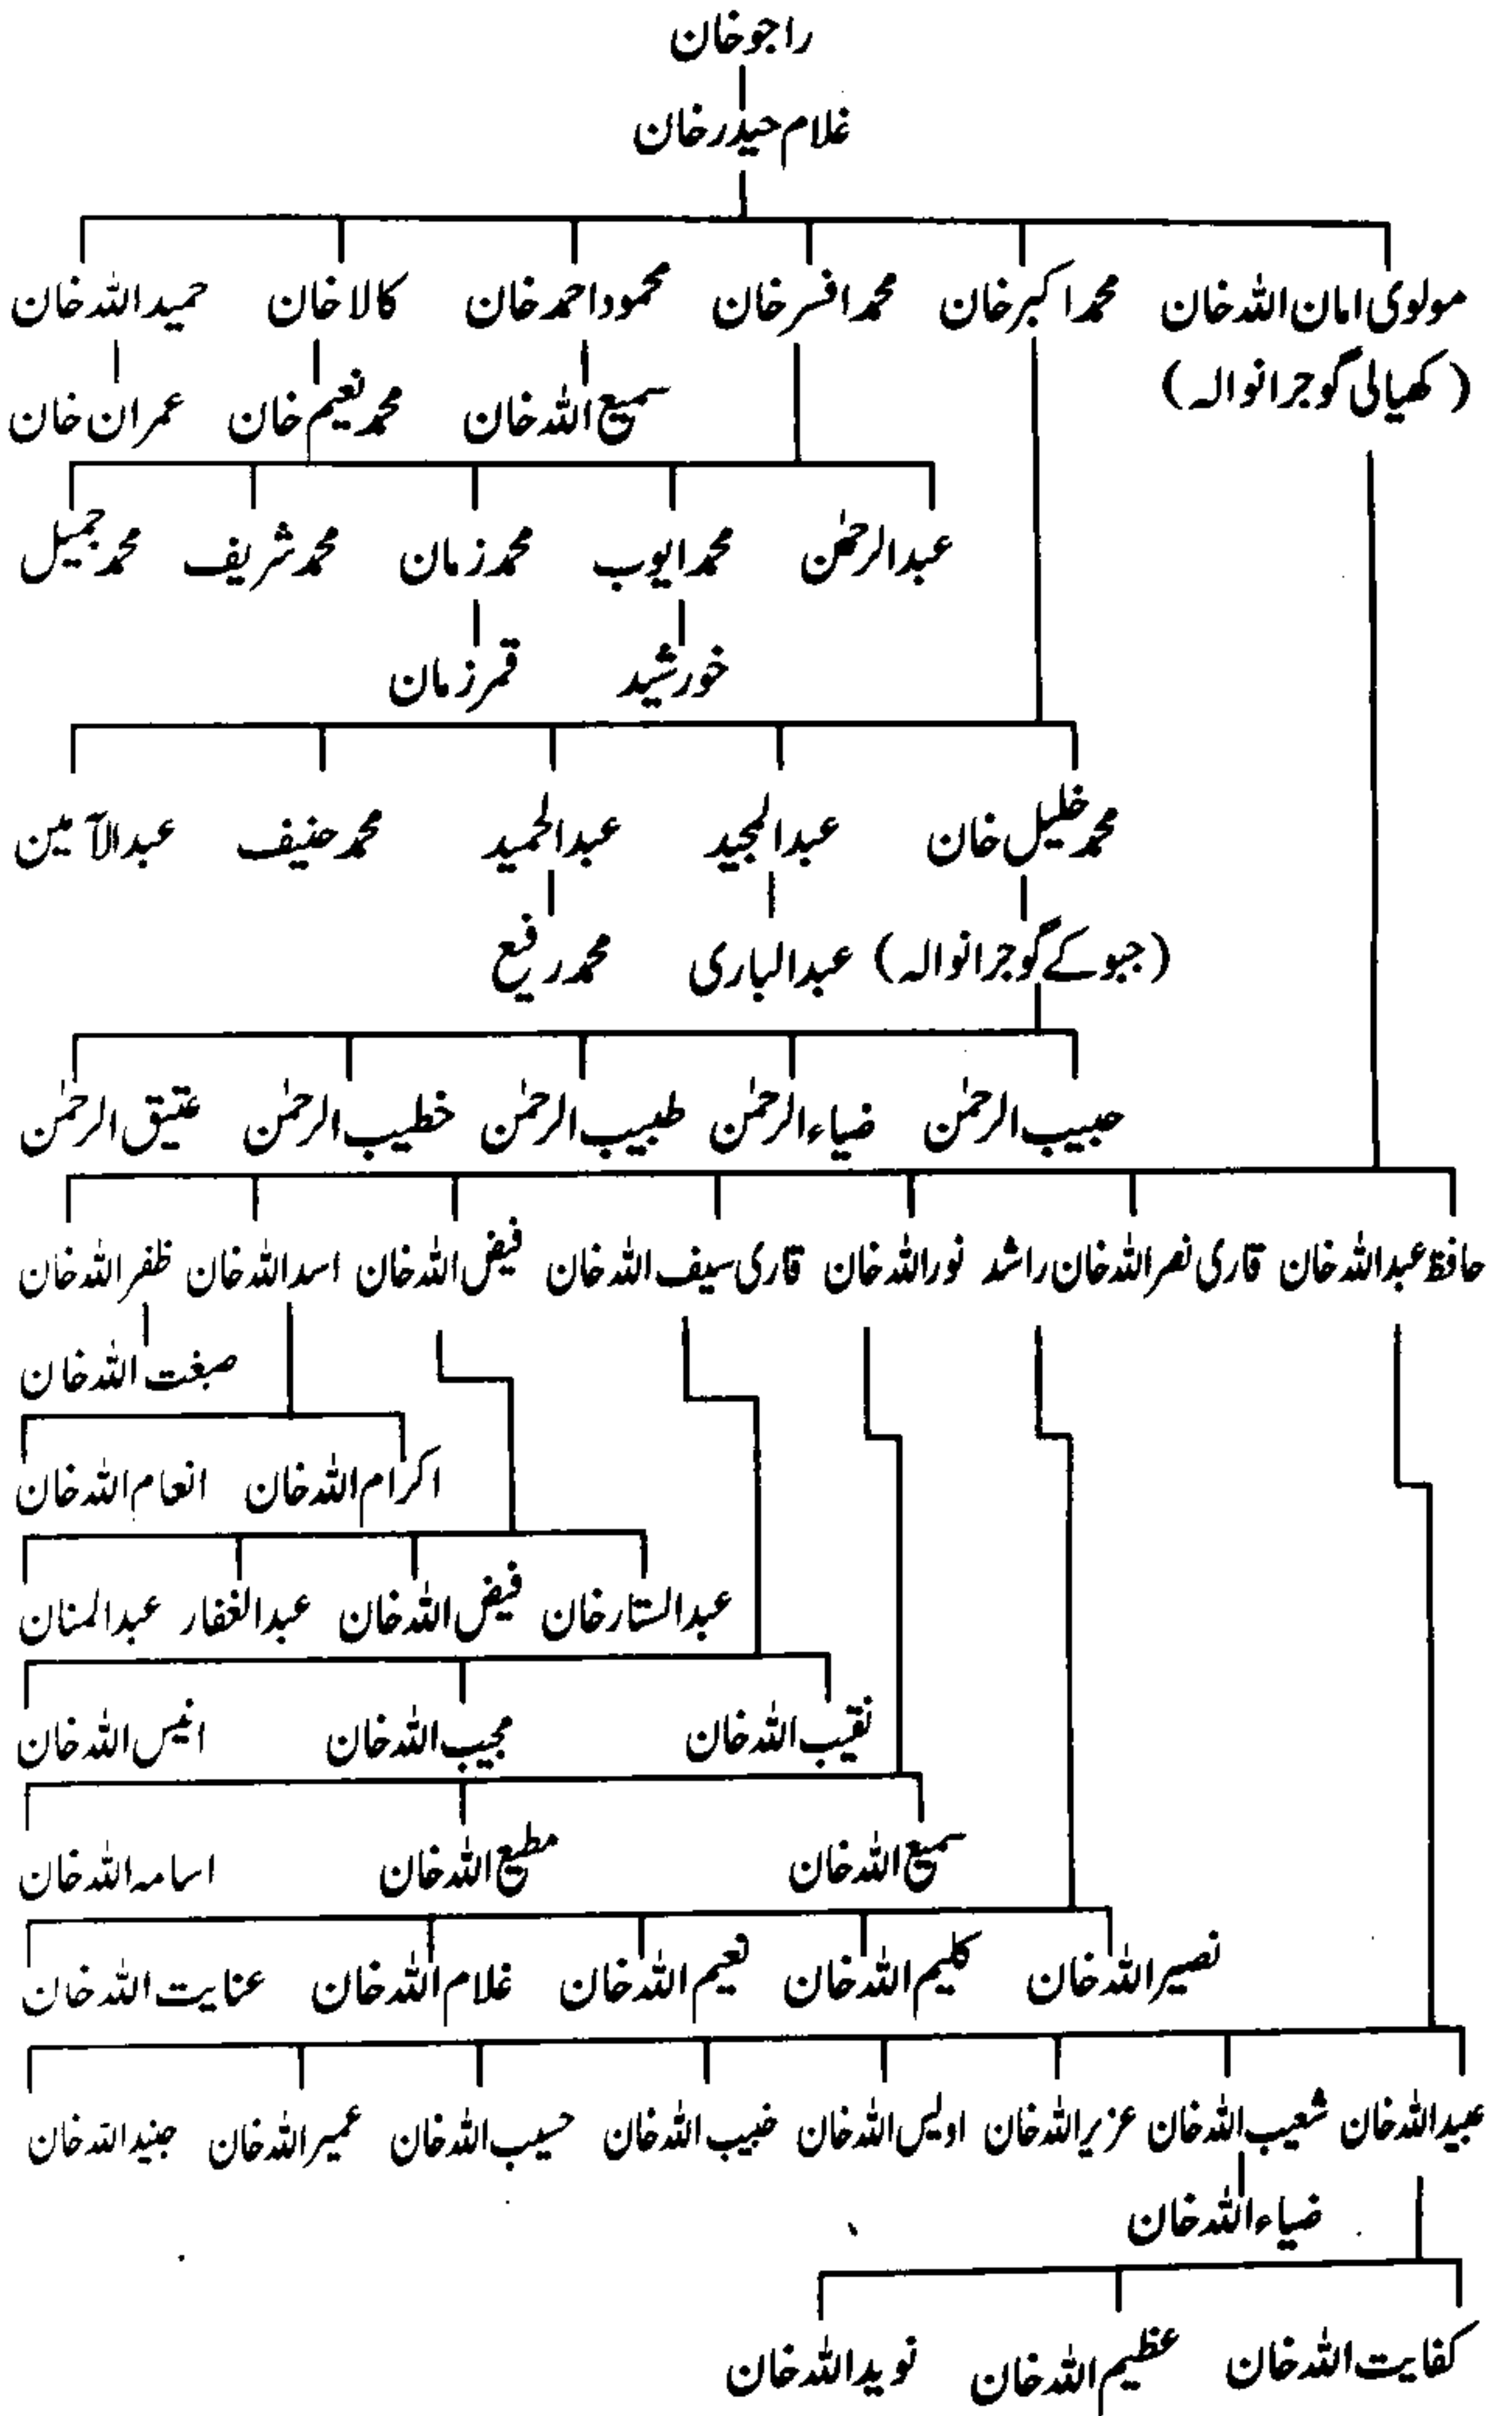 راجو خان
غلام حیدر خان
مولوی امان اللہ خان محمد اکبر خان محمد افسر خان محمود احمد خان کالا خان حمید اللہ خان
(کھیالی گوجرانوالہ) سمیع اللہ خان محمد نعیم خان عمران خان
عبدالرحمٰن محمد ایوب محمد زمان محمد شریف محمد جمیل
خورشید قمر زمان
محمد خلیل خان عبدالمجید عبدالحمید محمد حنیف عبدالآمین
(جبو کے گوجرانوالہ) عبدالباری محمد رفیع
حبیب الرحمٰن ضیاء الرحمٰن طبیب الرحمٰن خطیب الرحمٰن عتیق الرحمٰن
حافظ عبداللہ خان قاری نصر اللہ خان راشد نور اللہ خان قاری سیف اللہ خان فیض اللہ خان اسد اللہ خان ظفر اللہ خان
صبغت اللہ خان
اکرام اللہ خان انعام اللہ خان
عبدالستار خان فیض اللہ خان عبدالغفار عبدالمنان
نقیب اللہ خان مجیب اللہ خان انیس اللہ خان
سمیع اللہ خان مطیع اللہ خان اسامہ اللہ خان
نصیر اللہ خان کلیم اللہ خان نعیم اللہ خان غلام اللہ خان عنایت اللہ خان
عبید اللہ خان شعیب اللہ خان عزیر اللہ خان اویس اللہ خان خبیب اللہ خان حسیب اللہ خان عمیر اللہ خان جنید اللہ خان
ضیاء اللہ خان
کفایت اللہ خان عظیم اللہ خان نوید اللہ خان